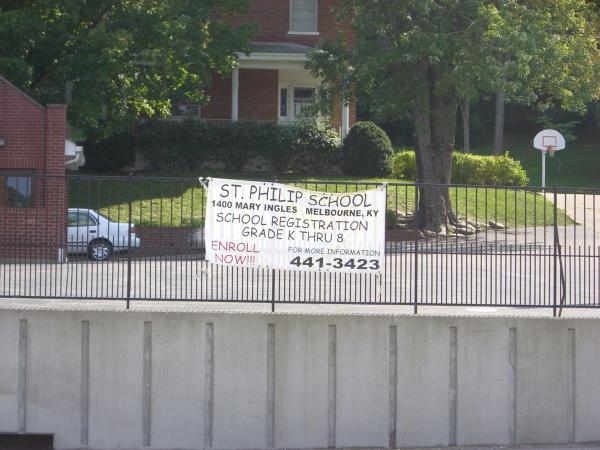 ST. PHILIP SCHOOL
1400 MARY INGLES MELBOURNE, KY
SCHOOL REGISTRATION
GRADE K THRU 8
ENROLL NOW!!!
FOR MORE INFORMATION
441-3423